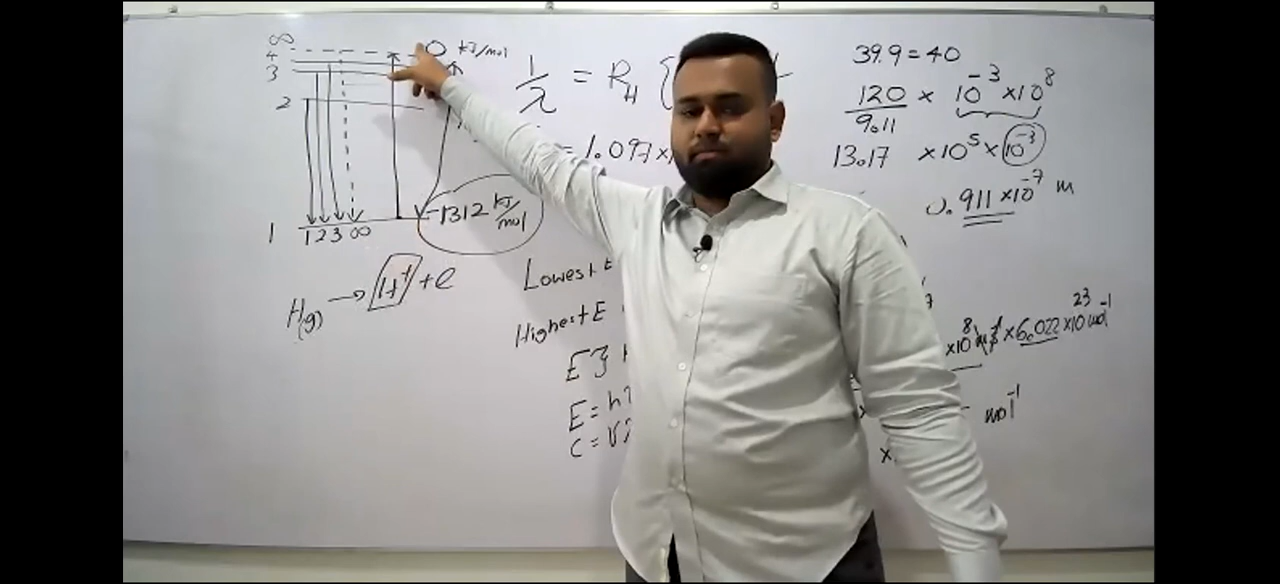 ∞
4
3
2
1
0 kJ/mol
-1312 kJ/mol
1 2 3 ∞
H(g) → H⁺ + e
1/λ = R_H {
= 1.097 ×
Lowest E
Highest E
E =
C = V
39.9 = 40
120/9.11 × 10⁻³ × 10⁸
13.17 × 10⁵ × 10⁻³
0.911 × 10⁻⁷ m
× 10⁸ × 6.022 × 10²³ mol⁻¹
mol⁻¹
×